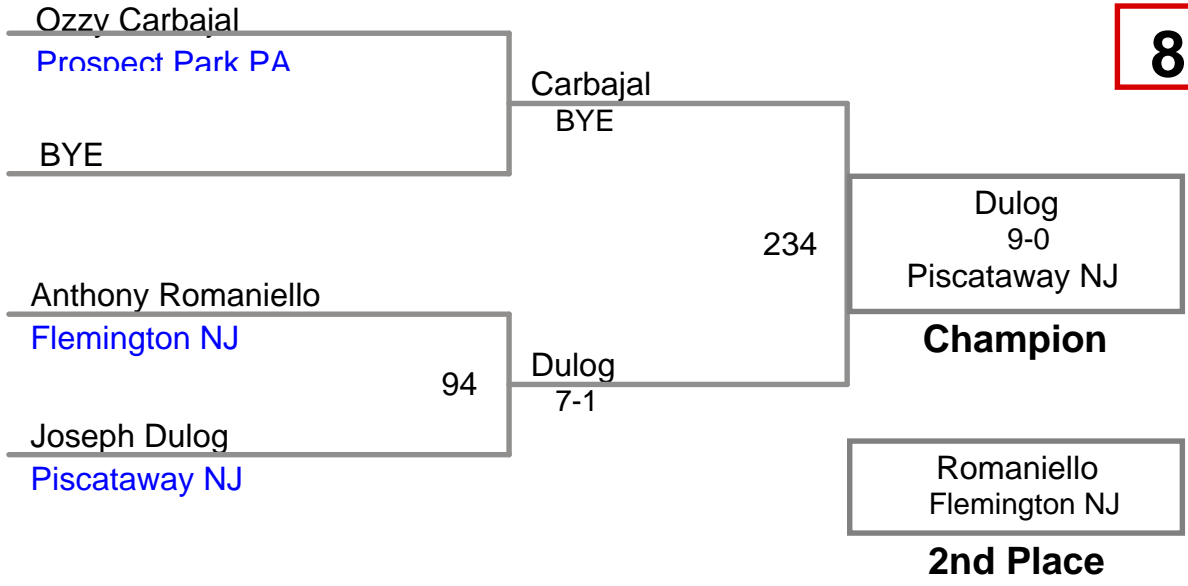 Ozzy Carbajal
Prospect Park PA
8
Carbajal
BYE
BYE
Dulog
9-0
Piscataway NJ
234
Anthony Romaniello
Flemington NJ
Champion
Dulog
7-1
94
Joseph Dulog
Piscataway NJ
Romaniello
Flemington NJ
2nd Place